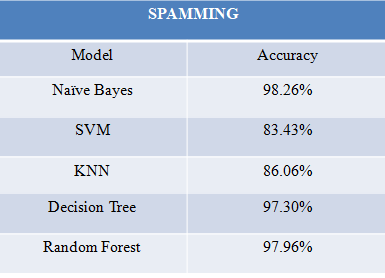 SPAMMING
Model Accuracy
Naïve Bayes 98.26%
SVM 83.43%
KNN 86.06%
Decision Tree 97.30%
Random Forest 97.96%